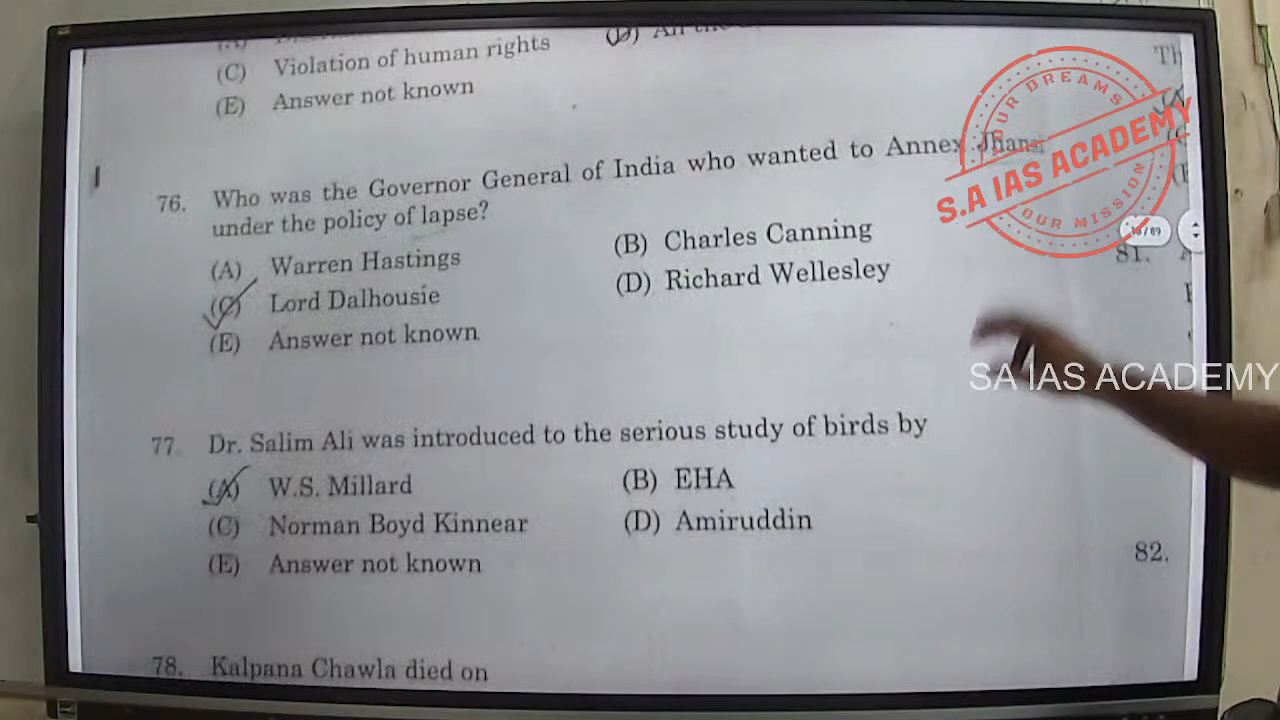 (C) Violation of human rights
(E) Answer not known
76. Who was the Governor General of India who wanted to Annex Jhansi
under the policy of lapse?
(A) Warren Hastings
(B) Charles Canning
(C) Lord Dalhousie
(D) Richard Wellesley
(E) Answer not known
77. Dr. Salim Ali was introduced to the serious study of birds by
(A) W.S. Millard
(B) EHA
(C) Norman Boyd Kinnear
(D) Amiruddin
(E) Answer not known
78. Kalpana Chawla died on
81.
82.
OUR DREAMS
S.A IAS ACADEMY
OUR MISSION
SA IAS ACADEMY